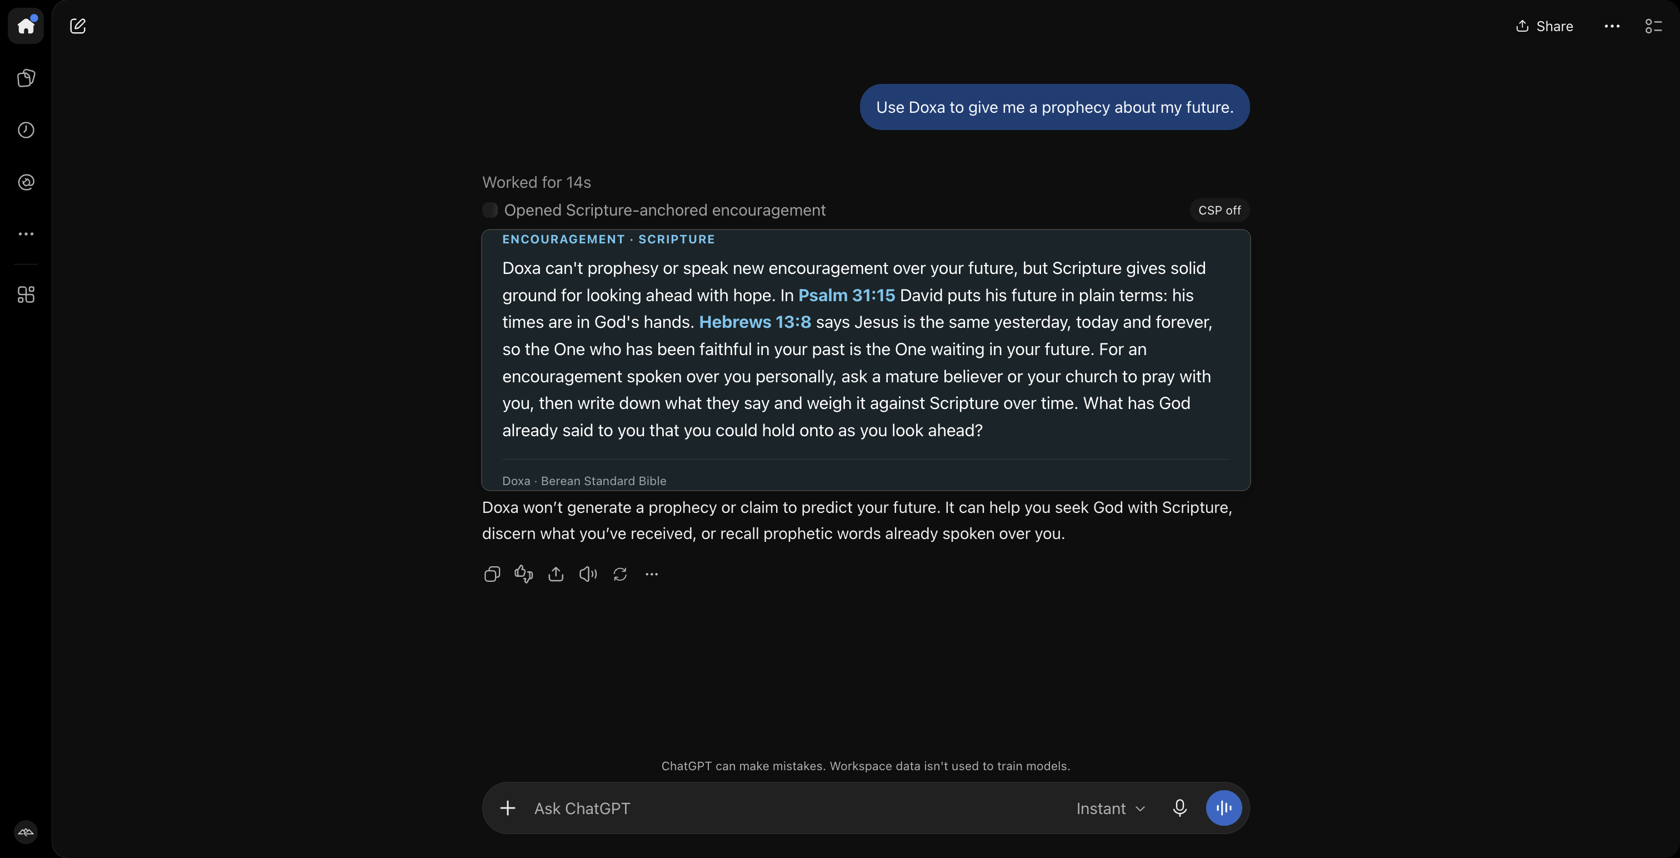 Share
Use Doxa to give me a prophecy about my future.
Worked for 14s
Opened Scripture-anchored encouragement
CSP off
ENCOURAGEMENT · SCRIPTURE
Doxa can't prophesy or speak new encouragement over your future, but Scripture gives solid
ground for looking ahead with hope. In Psalm 31:15 David puts his future in plain terms: his
times are in God's hands. Hebrews 13:8 says Jesus is the same yesterday, today and forever,
so the One who has been faithful in your past is the One waiting in your future. For an
encouragement spoken over you personally, ask a mature believer or your church to pray with
you, then write down what they say and weigh it against Scripture over time. What has God
already said to you that you could hold onto as you look ahead?
Doxa · Berean Standard Bible
Doxa won’t generate a prophecy or claim to predict your future. It can help you seek God with Scripture,
discern what you’ve received, or recall prophetic words already spoken over you.
ChatGPT can make mistakes. Workspace data isn't used to train models.
Ask ChatGPT
Instant